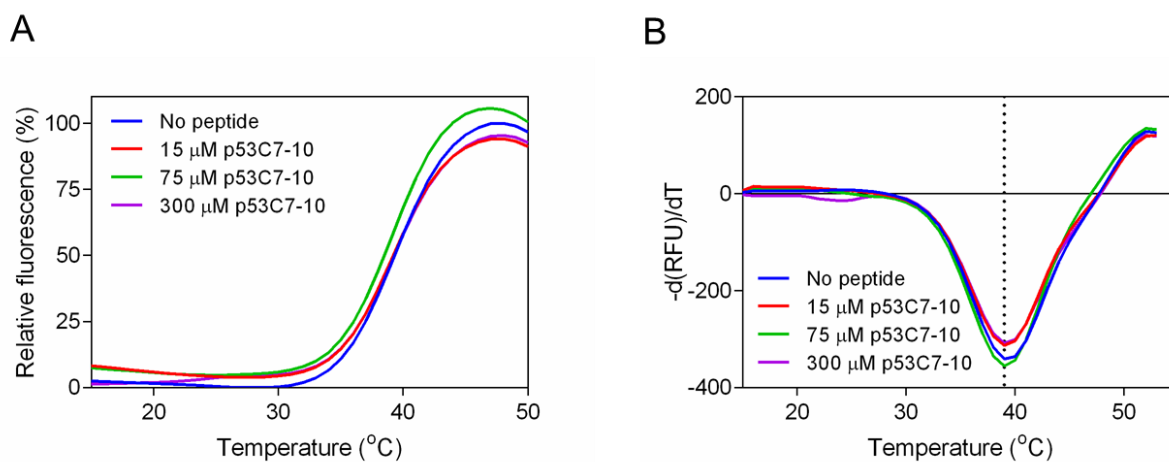 A
Relative fluorescence (%)
100
75
50
25
0
No peptide
15 μM p53C7-10
75 μM p53C7-10
300 μM p53C7-10
20
30
40
50
Temperature (°C)
B
-d(RFU)/dT
200
0
-200
-400
No peptide
15 μM p53C7-10
75 μM p53C7-10
300 μM p53C7-10
20
30
40
50
Temperature (°C)